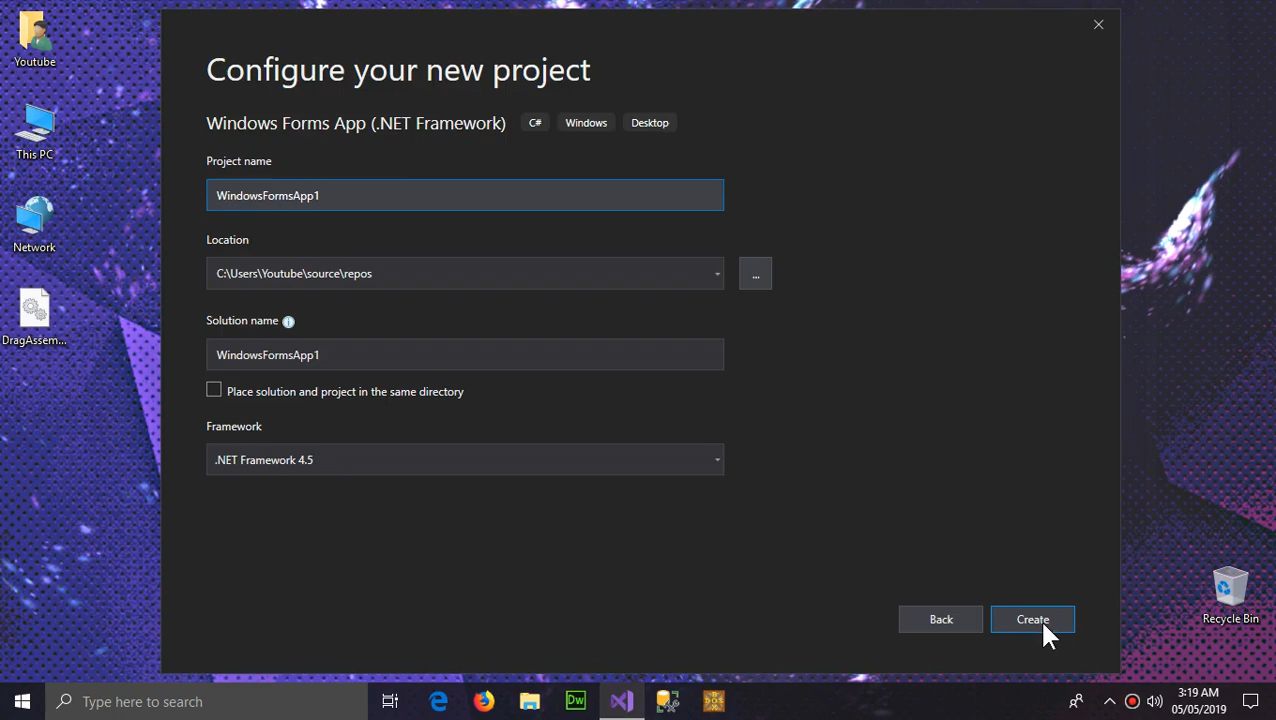 Youtube
This PC
Network
DragAssem...
Configure your new project
Windows Forms App (.NET Framework) C# Windows Desktop
Project name
WindowsFormsApp1
Location
C:\Users\Youtube\source\repos
...
Solution name
WindowsFormsApp1
Place solution and project in the same directory
Framework
.NET Framework 4.5
Back
Create
Recycle Bin
Type here to search
Dw
DOS
3:19 AM
05/05/2019